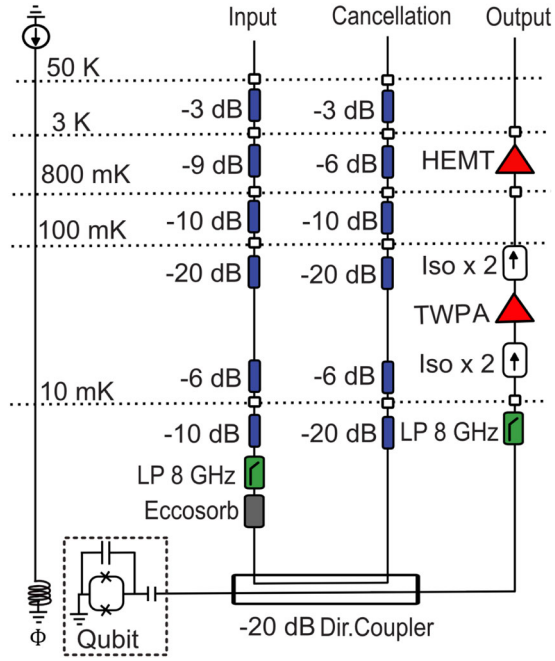 Input Cancellation Output
50 K
-3 dB -3 dB
3 K
-9 dB -6 dB HEMT
800 mK
-10 dB -10 dB
100 mK
-20 dB -20 dB Iso x 2
TWPA
Iso x 2
-6 dB -6 dB
10 mK
-10 dB -20 dB LP 8 GHz
LP 8 GHz
Eccosorb
Φ Qubit -20 dB Dir.Coupler